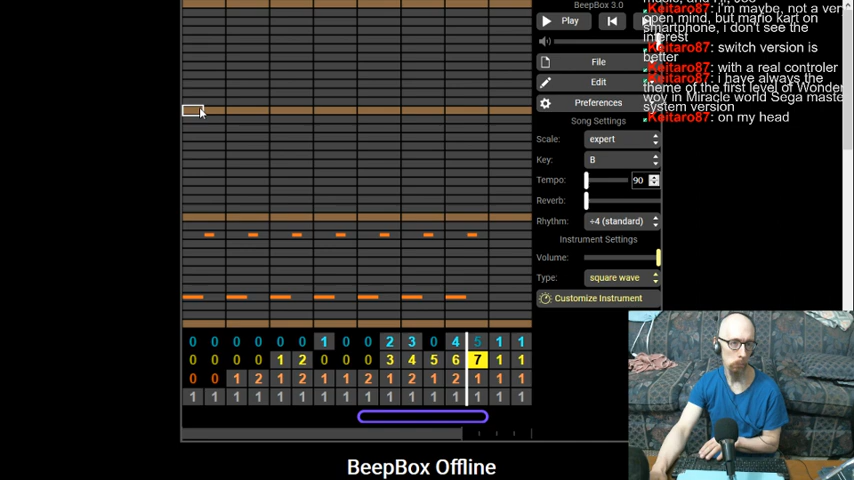 BeepBox 3.0
music, and Hi, Joe
Keitaro87: i'm maybe, not a very
open mind, but mario kart on
smartphone, i don't see the
interest
Keitaro87: switch version is
better
Keitaro87: with a real controler
Keitaro87: i have always the
theme of the first level of Wonder
woy in Miracle world Sega master
system version
Keitaro87: on my head
Play
File
Edit
Preferences
Song Settings
Scale: expert
Key: B
Tempo: 90
Reverb:
Rhythm: ÷4 (standard)
Instrument Settings
Volume:
Type: square wave
Customize Instrument
0 0 0 0 0 0 1 0 0 2 3 0 4 5 1 1
0 0 0 0 1 2 0 0 0 3 4 5 6 7 1 1
0 0 1 2 1 2 1 1 2 1 2 1 2 1 1 1
1 1 1 1 1 1 1 1 1 1 1 1 1 1 1 1
BeepBox Offline